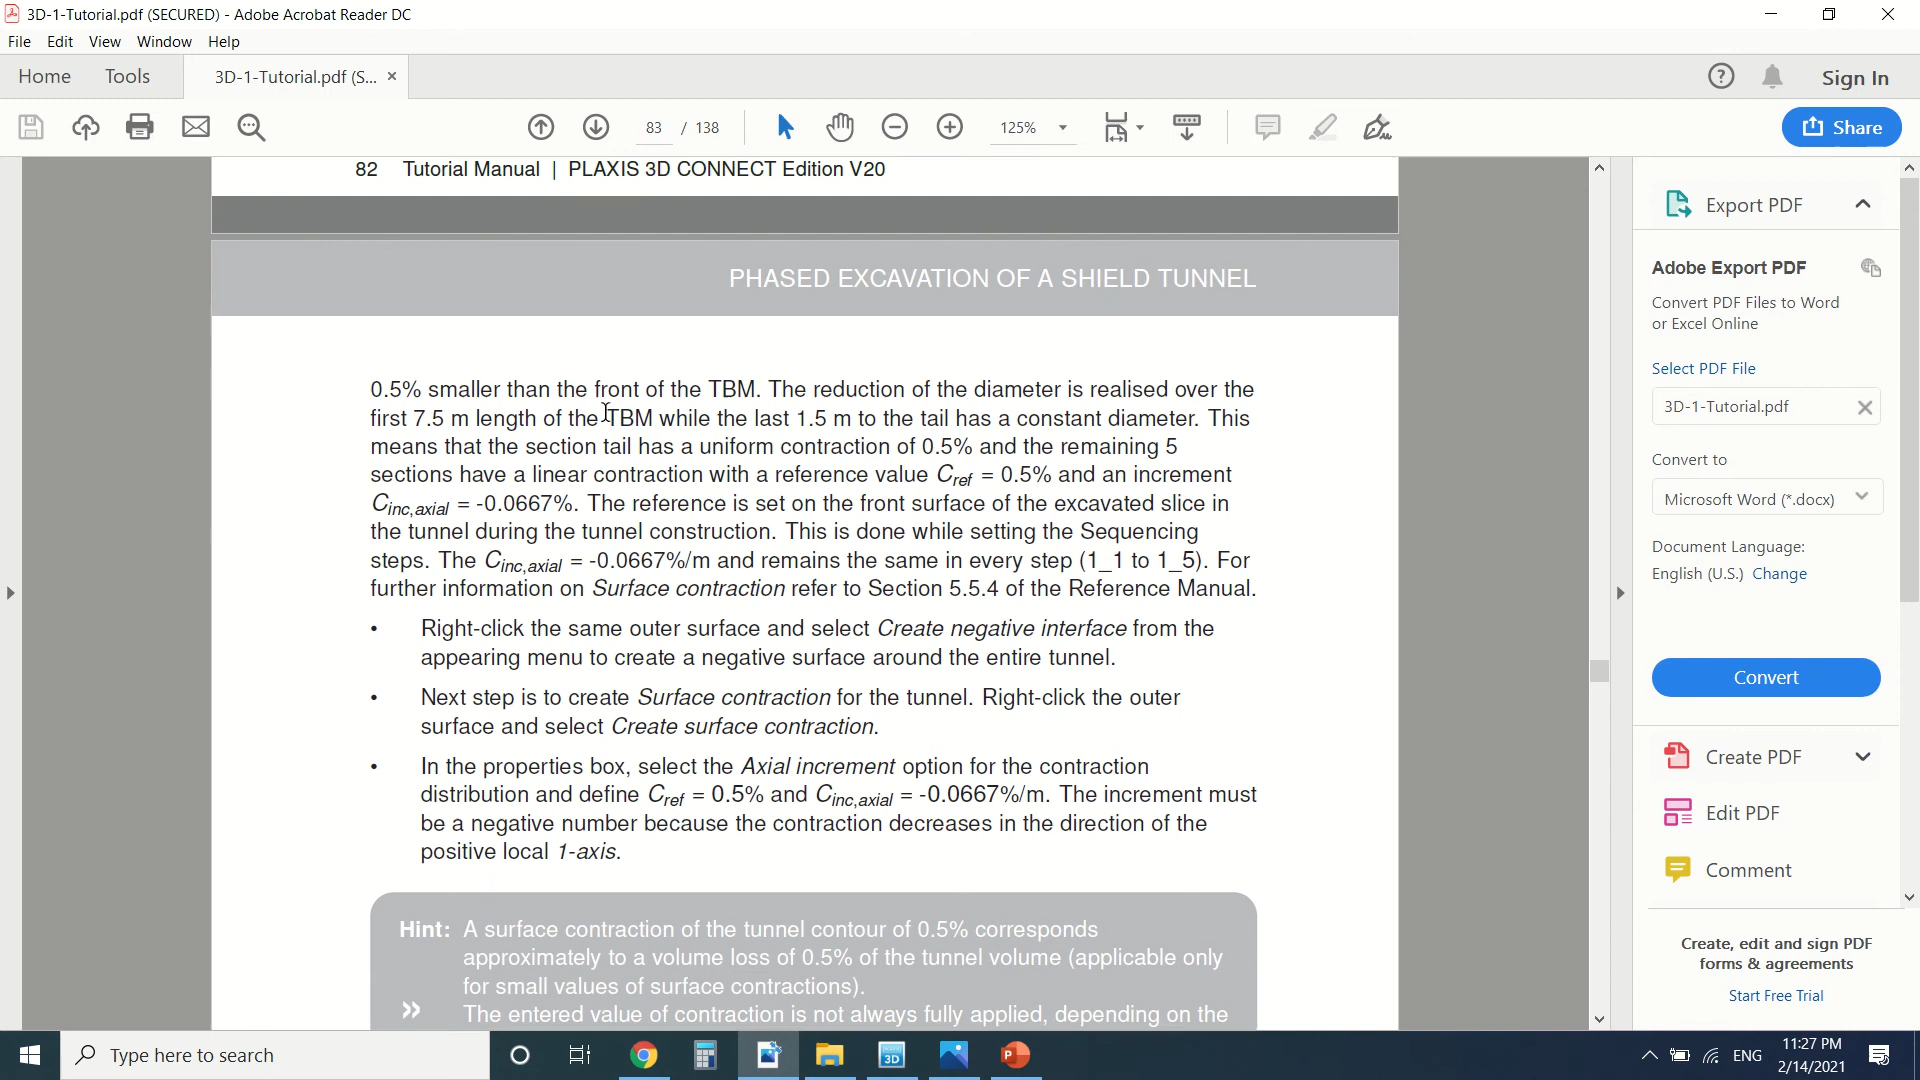 3D-1-Tutorial.pdf (SECURED) - Adobe Acrobat Reader DC
File Edit View Window Help
Home Tools 3D-1-Tutorial.pdf (S... × Sign In
83 / 138 125% Share
82 Tutorial Manual | PLAXIS 3D CONNECT Edition V20
PHASED EXCAVATION OF A SHIELD TUNNEL
0.5% smaller than the front of the TBM. The reduction of the diameter is realised over the
first 7.5 m length of the TBM while the last 1.5 m to the tail has a constant diameter. This
means that the section tail has a uniform contraction of 0.5% and the remaining 5
sections have a linear contraction with a reference value Cref = 0.5% and an increment
Cinc,axial = -0.0667%. The reference is set on the front surface of the excavated slice in
the tunnel during the tunnel construction. This is done while setting the Sequencing
steps. The Cinc,axial = -0.0667%/m and remains the same in every step (1_1 to 1_5). For
further information on Surface contraction refer to Section 5.5.4 of the Reference Manual.
• Right-click the same outer surface and select Create negative interface from the
appearing menu to create a negative surface around the entire tunnel.
• Next step is to create Surface contraction for the tunnel. Right-click the outer
surface and select Create surface contraction.
• In the properties box, select the Axial increment option for the contraction
distribution and define Cref = 0.5% and Cinc,axial = -0.0667%/m. The increment must
be a negative number because the contraction decreases in the direction of the
positive local 1-axis.
Hint: A surface contraction of the tunnel contour of 0.5% corresponds
approximately to a volume loss of 0.5% of the tunnel volume (applicable only
for small values of surface contractions).
» The entered value of contraction is not always fully applied, depending on the
Export PDF
Adobe Export PDF
Convert PDF Files to Word
or Excel Online
Select PDF File
3D-1-Tutorial.pdf
Convert to
Microsoft Word (*.docx)
Document Language:
English (U.S.) Change
Convert
Create PDF
Edit PDF
Comment
Create, edit and sign PDF
forms & agreements
Start Free Trial
Type here to search
3D
P
ENG
11:27 PM
2/14/2021